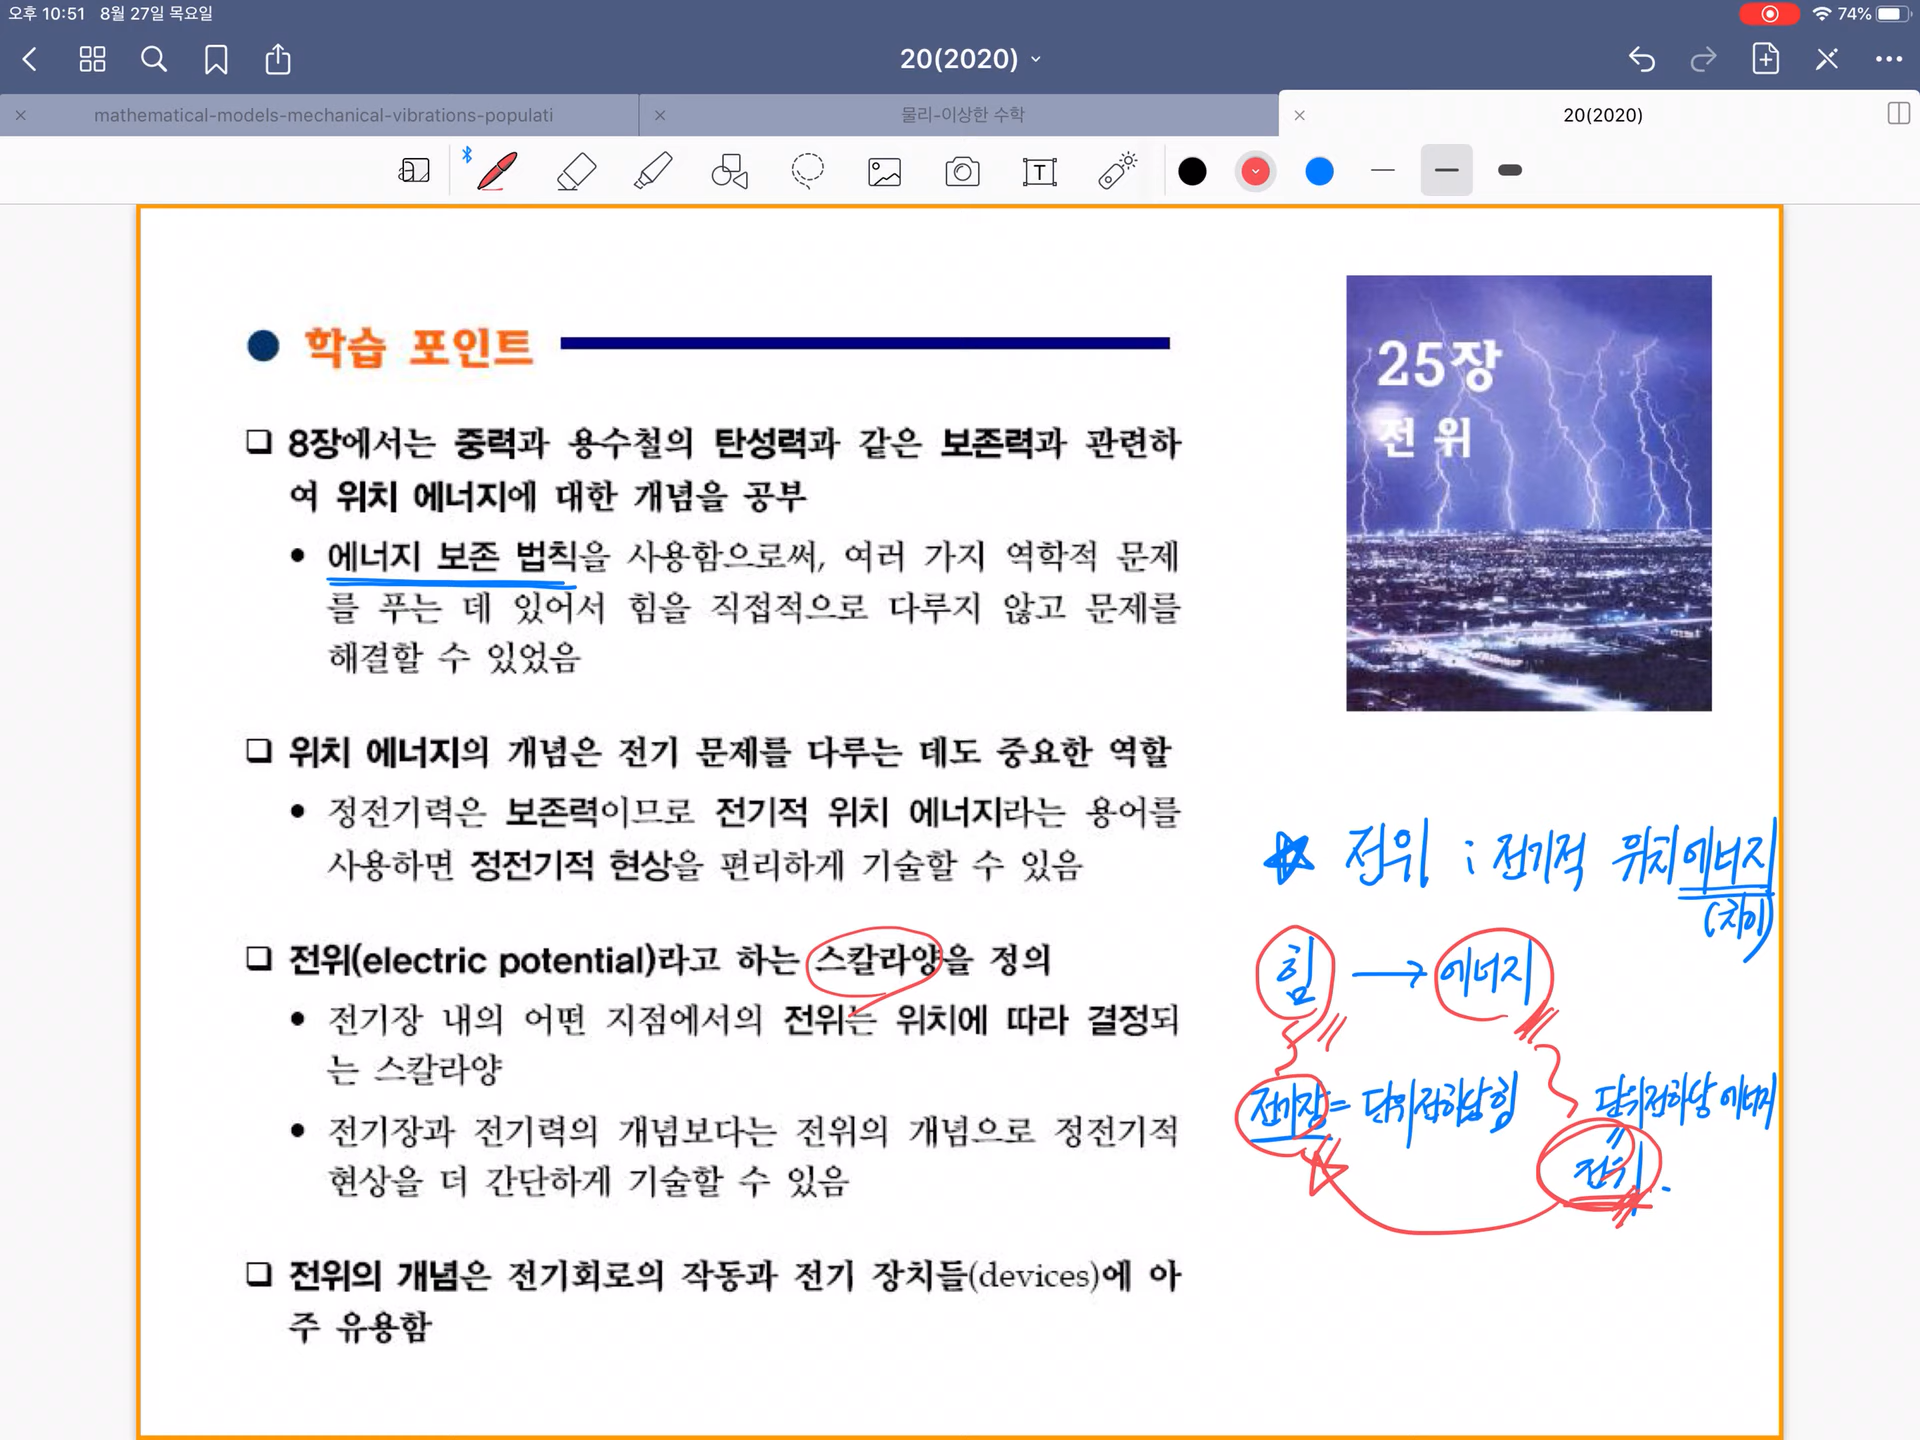 오후 10:51 8월 27일 목요일
74%
20(2020)
mathematical-models-mechanical-vibrations-populati
물리-이상한 수학
20(2020)
학습 포인트
25장
전 위
8장에서는 중력과 용수철의 탄성력과 같은 보존력과 관련하
여 위치 에너지에 대한 개념을 공부
에너지 보존 법칙을 사용함으로써, 여러 가지 역학적 문제
를 푸는 데 있어서 힘을 직접적으로 다루지 않고 문제를
해결할 수 있었음
위치 에너지의 개념은 전기 문제를 다루는 데도 중요한 역할
정전기력은 보존력이므로 전기적 위치 에너지라는 용어를
사용하면 정전기적 현상을 편리하게 기술할 수 있음
전위(electric potential)라고 하는 스칼라양을 정의
전기장 내의 어떤 지점에서의 전위는 위치에 따라 결정되
는 스칼라양
전기장과 전기력의 개념보다는 전위의 개념으로 정전기적
현상을 더 간단하게 기술할 수 있음
전위의 개념은 전기회로의 작동과 전기 장치들(devices)에 아
주 유용함
전위 : 전기적 위치에너지
(차이)
힘 → 에너지
전기장 = 단위전하당 힘
단위전하당 에너지
=
전위.